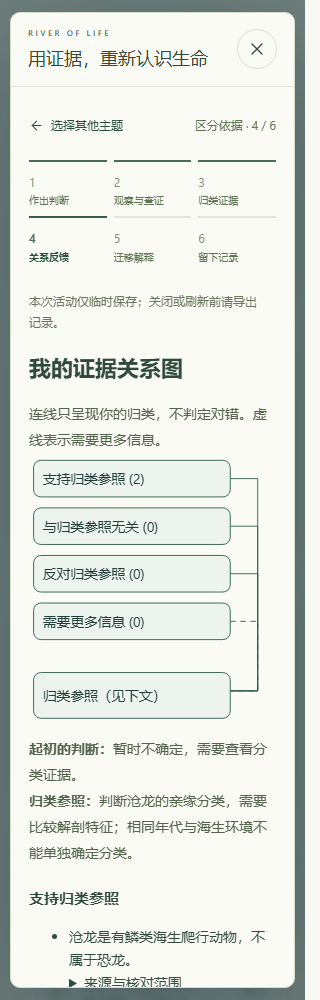 RIVER OF LIFE
用证据，重新认识生命
← 选择其他主题
区分依据 · 4 / 6
1
作出判断
2
观察与查证
3
归类证据
4
关系反馈
5
迁移解释
6
留下记录
本次活动仅临时保存；关闭或刷新前请导出
记录。
我的证据关系图
连线只呈现你的归类，不判定对错。虚
线表示需要更多信息。
支持归类参照 (2)
与归类参照无关 (0)
反对归类参照 (0)
需要更多信息 (0)
归类参照（见下文）
起初的判断：暂时不确定，需要查看分
类证据。
归类参照：判断沧龙的亲缘分类，需要
比较解剖特征；相同年代与海生环境不
能单独确定分类。
支持归类参照
• 沧龙是有鳞类海生爬行动物，不
属于恐龙。
▶ 来源与核对范围